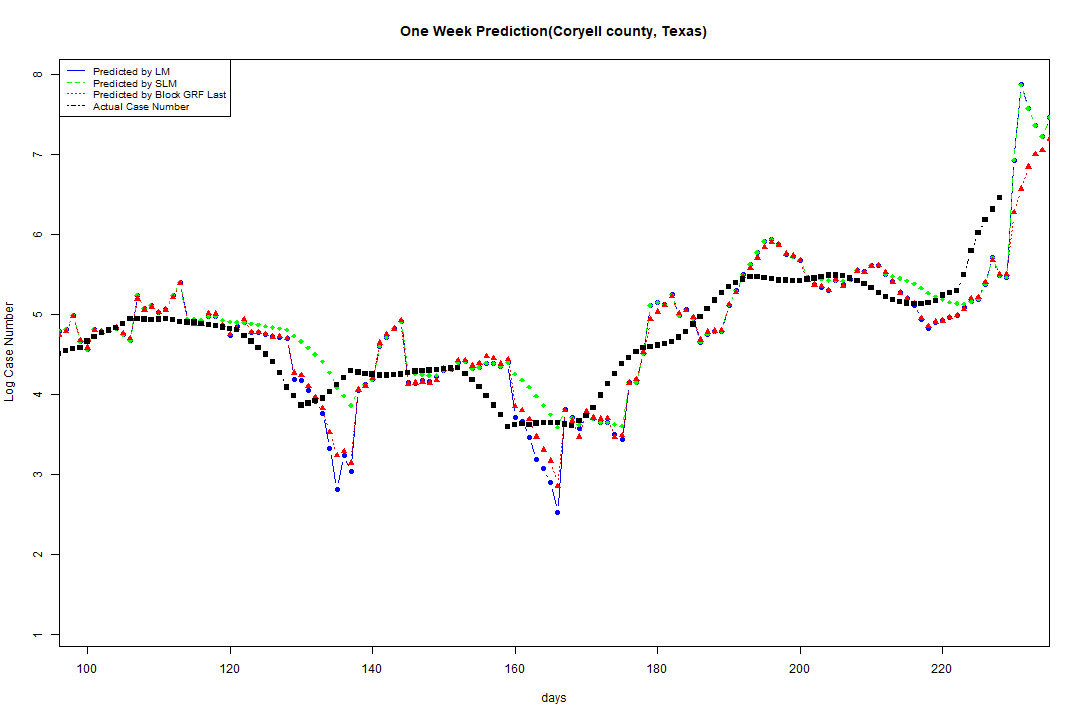 One Week Prediction(Coryell county, Texas)
Predicted by LM
Predicted by SLM
Predicted by Block GRF Last
Actual Case Number
8
7
6
5
4
3
2
1
Log Case Number
100 120 140 160 180 200 220
days